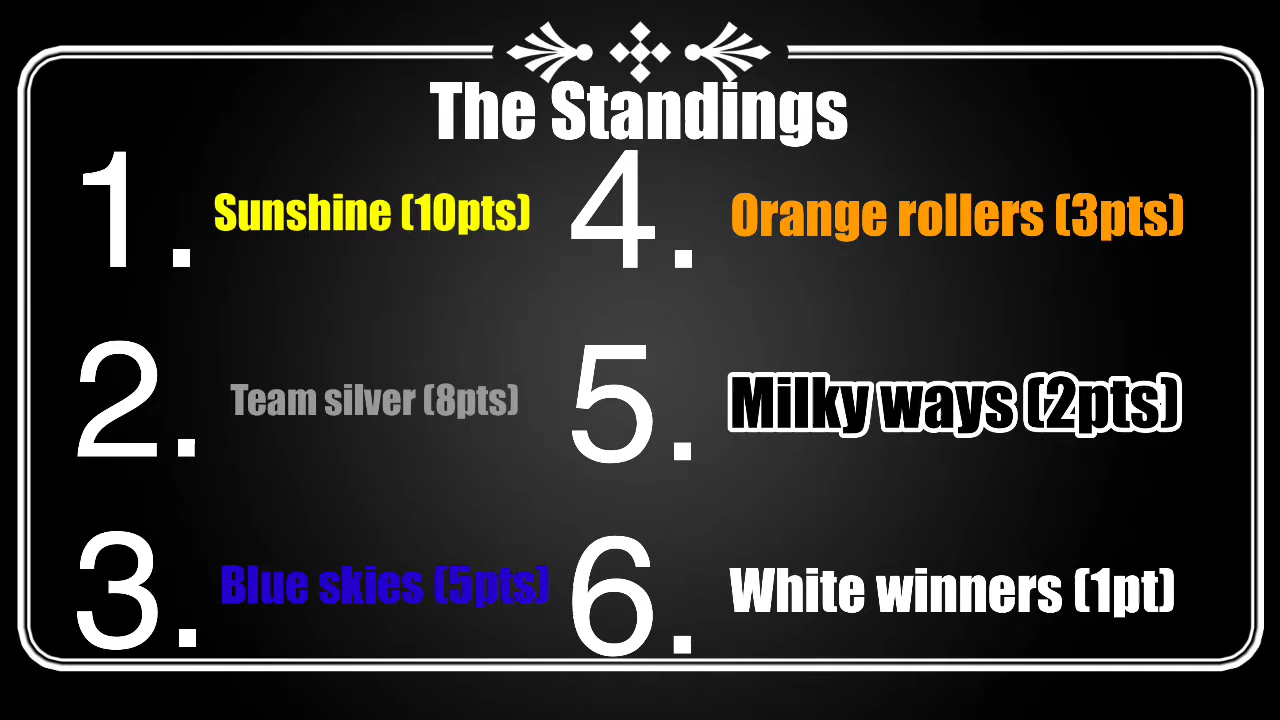 The Standings
1. Sunshine (10pts)
2. Team silver (8pts)
3. Blue skies (5pts)
4. Orange rollers (3pts)
5. Milky ways (2pts)
6. White winners (1pt)